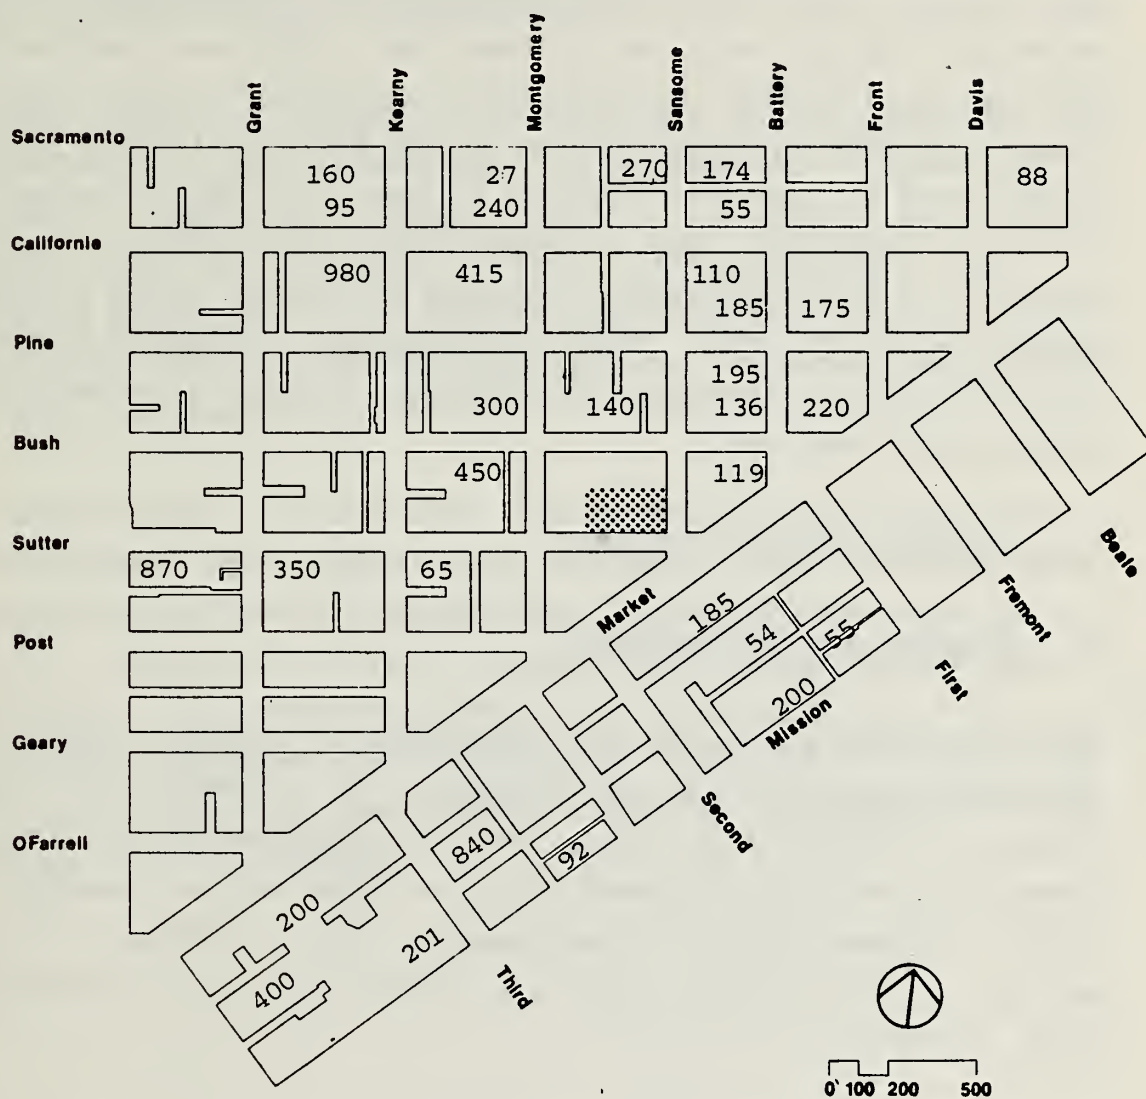 Grant
Kearny
Montgomery
Sansome
Battery
Front
Davis
Sacramento
160
27
270
174
88
95
240
55
California
980
415
110
185
175
Pine
195
300
140
136
220
Bush
450
119
Sutter
870
350
65
Beale
Fremont
Market
185
54
55
First
Post
200
Mission
Geary
Second
OFarrell
840
92
200
201
400
Third
0' 100 200 500